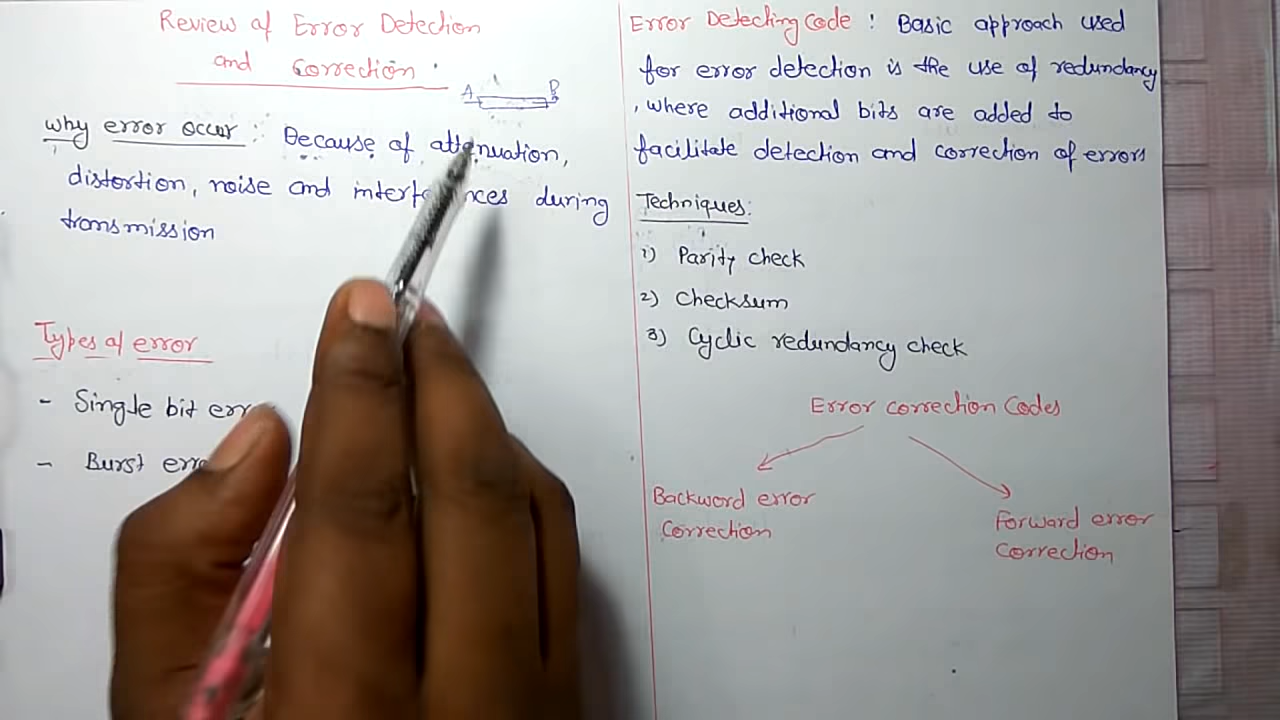 Review of Error Detection
and Correction
A B
Why error occur : Because of attenuation,
distortion, noise and during
transmission
Types of error
- Single bit
- Burst
Error Detecting Code : Basic approach used
for error detection is the use of redundancy
, where additional bits are added to
facilitate detection and correction of errors
Techniques:
1) Parity check
2) Checksum
3) Cyclic redundancy check
Error correction Codes
Backword error
Correction
Forward error
Correction